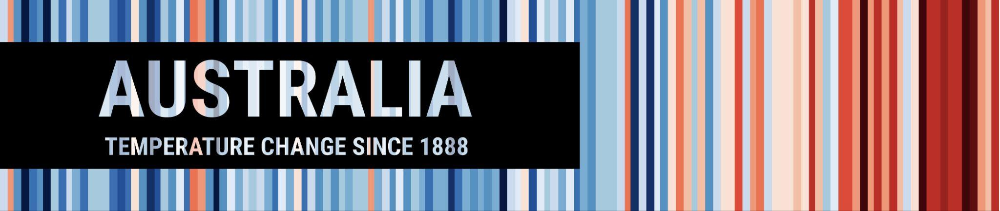 AUSTRALIA
TEMPERATURE CHANGE SINCE 1888